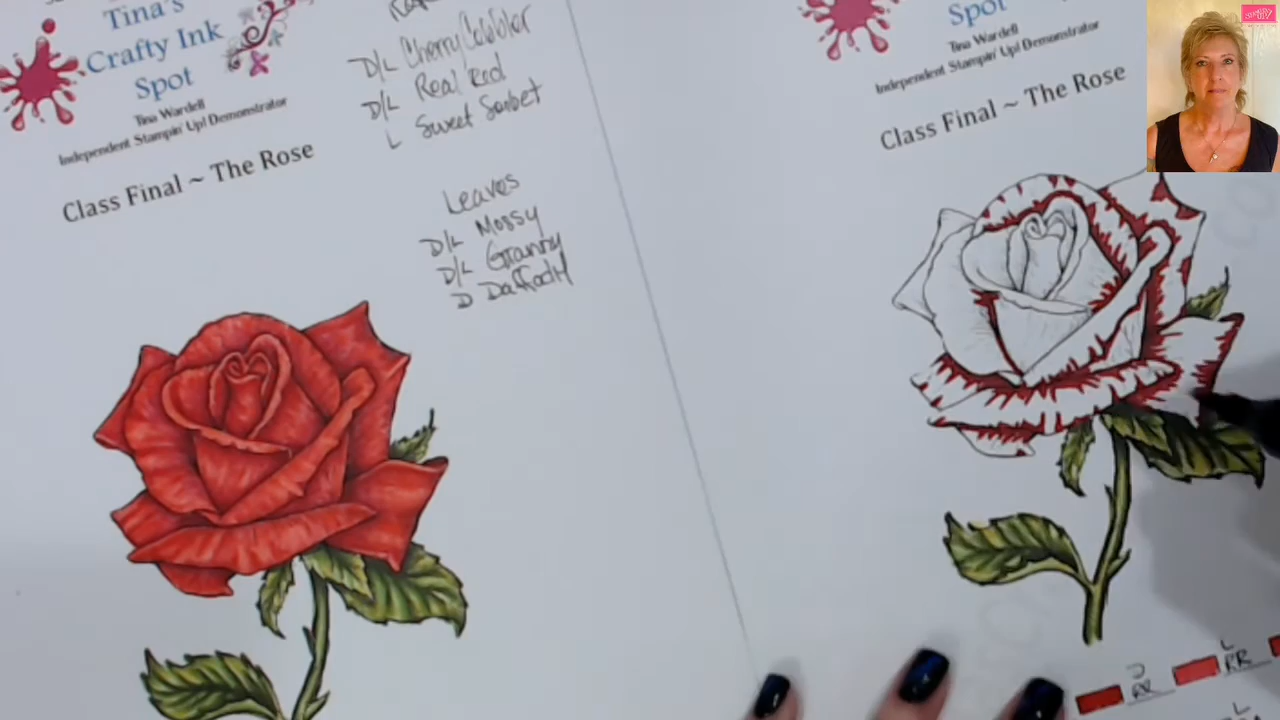 Tina's
Crafty Ink
Spot
Tina Wardell
Independent Stampin' Up! Demonstrator
Class Final ~ The Rose
D/L Cherry Cobbler
D/L Real Red
L Sweet Sorbet
Leaves
D/L Mossy
D/L Granny
D Daffodil
Spot
Tina Wardell
Independent Stampin' Up! Demonstrator
Class Final ~ The Rose
D
RR
L
RR
L